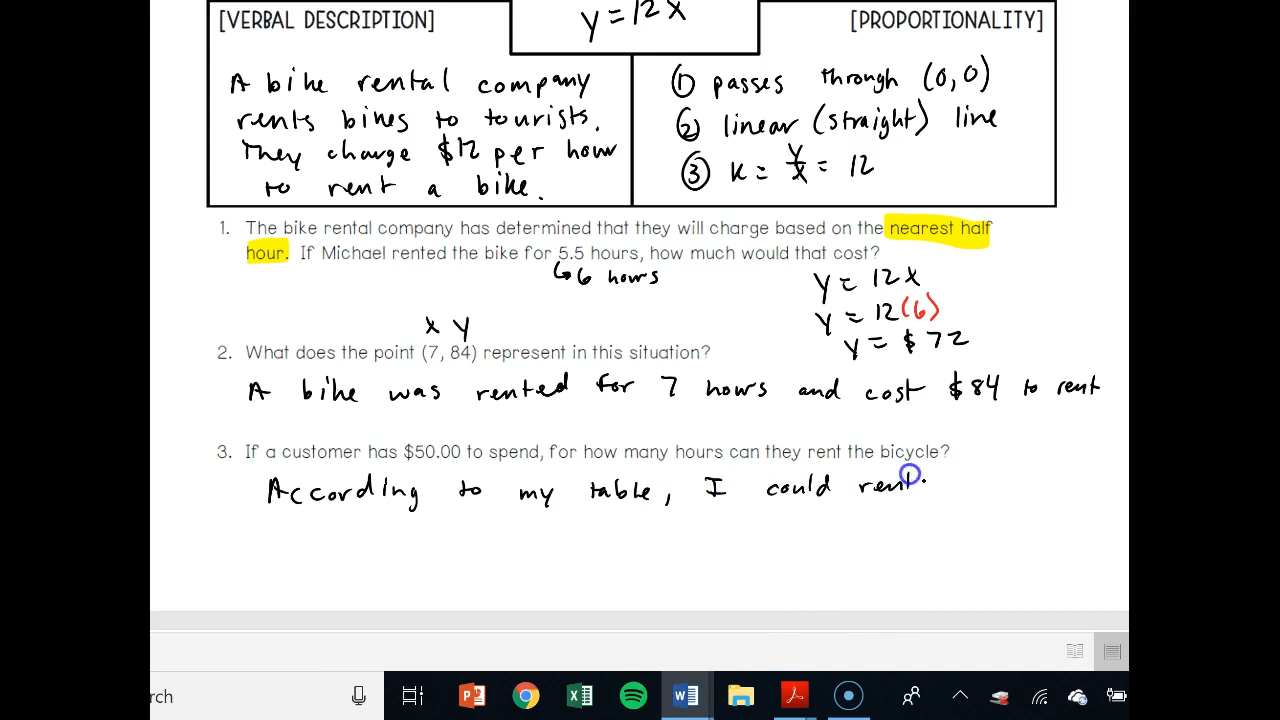 y = 12x
[VERBAL DESCRIPTION]
[PROPORTIONALITY]
A bike rental company
rents bikes to tourists.
They charge $12 per hour
to rent a bike.
① passes through (0,0)
② linear (straight) line
③ K = y/x = 12
1. The bike rental company has determined that they will charge based on the nearest half
hour. If Michael rented the bike for 5.5 hours, how much would that cost?
↳ 6 hours
y = 12x
y = 12(6)
y = $72
x y
2. What does the point (7, 84) represent in this situation?
A bike was rented for 7 hours and cost $84 to rent
3. If a customer has $50.00 to spend, for how many hours can they rent the bicycle?
According to my table, I could rent
rch